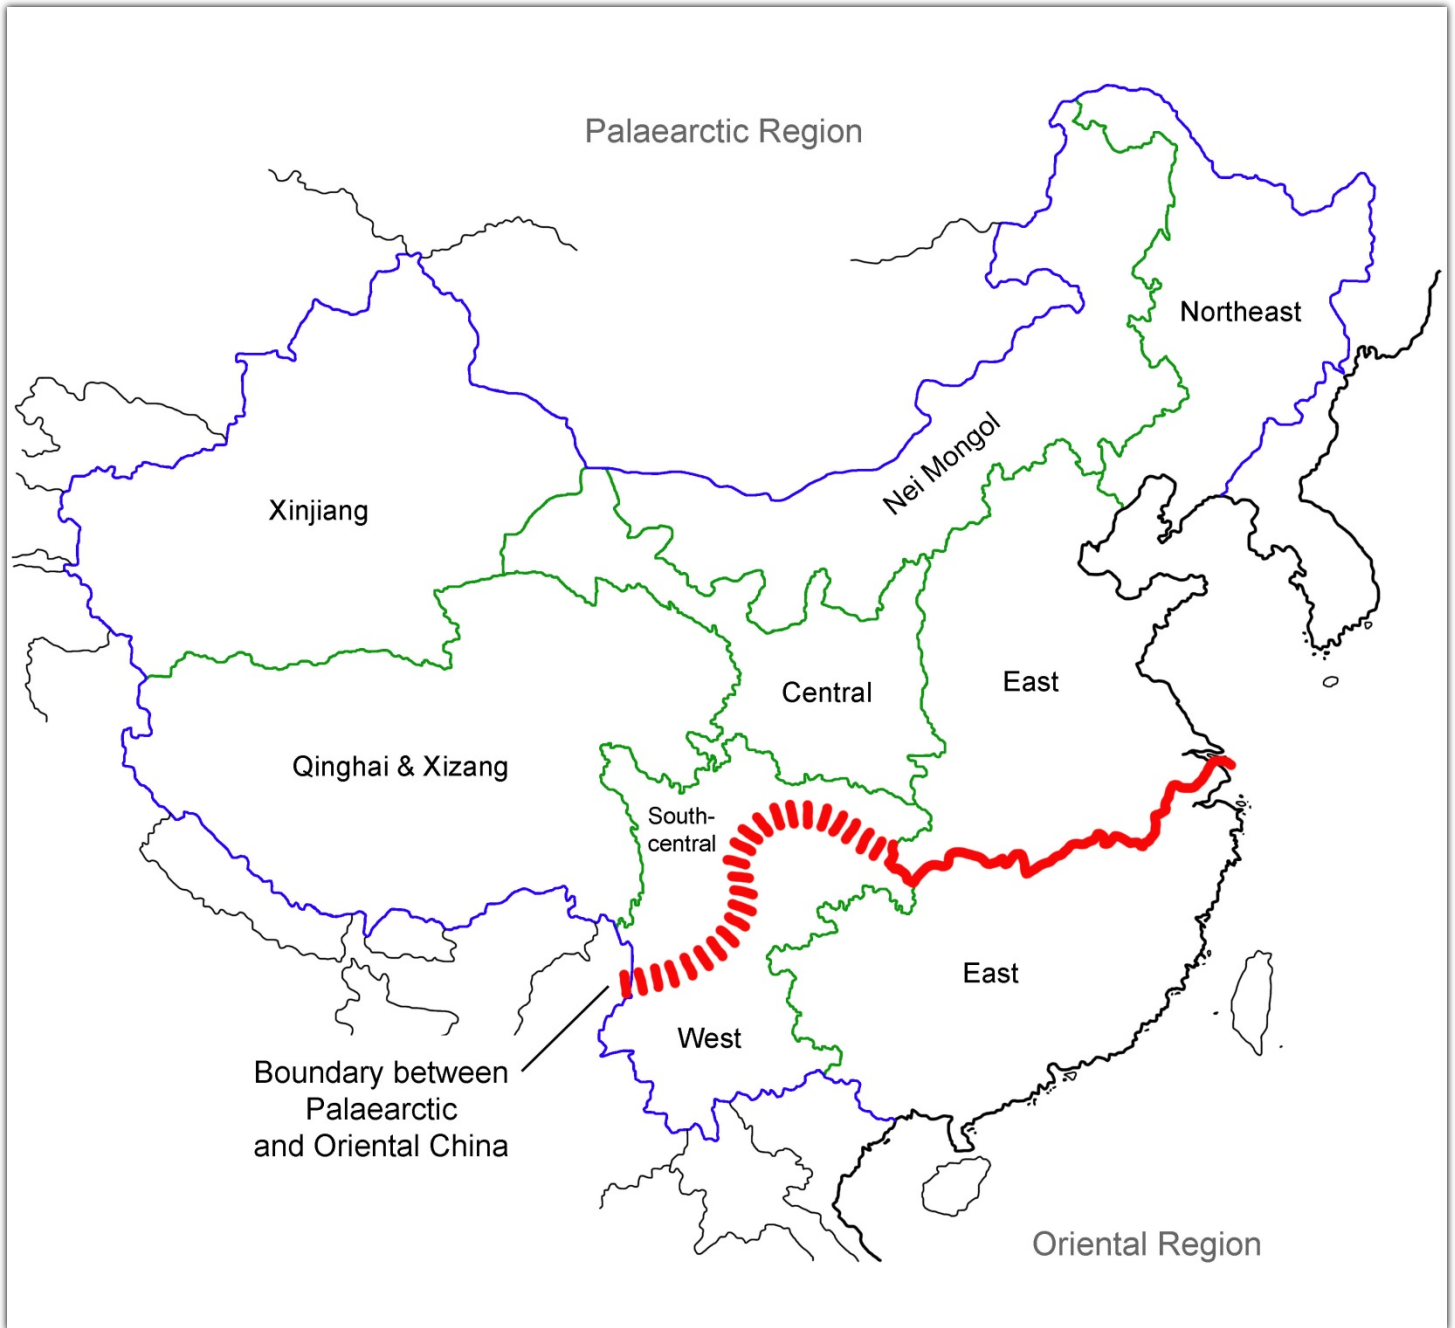 Palaearctic Region
Northeast
Nei Mongol
Xinjiang
Central
East
Qinghai & Xizang
South-
central
East
West
Boundary between
Palaearctic
and Oriental China
Oriental Region